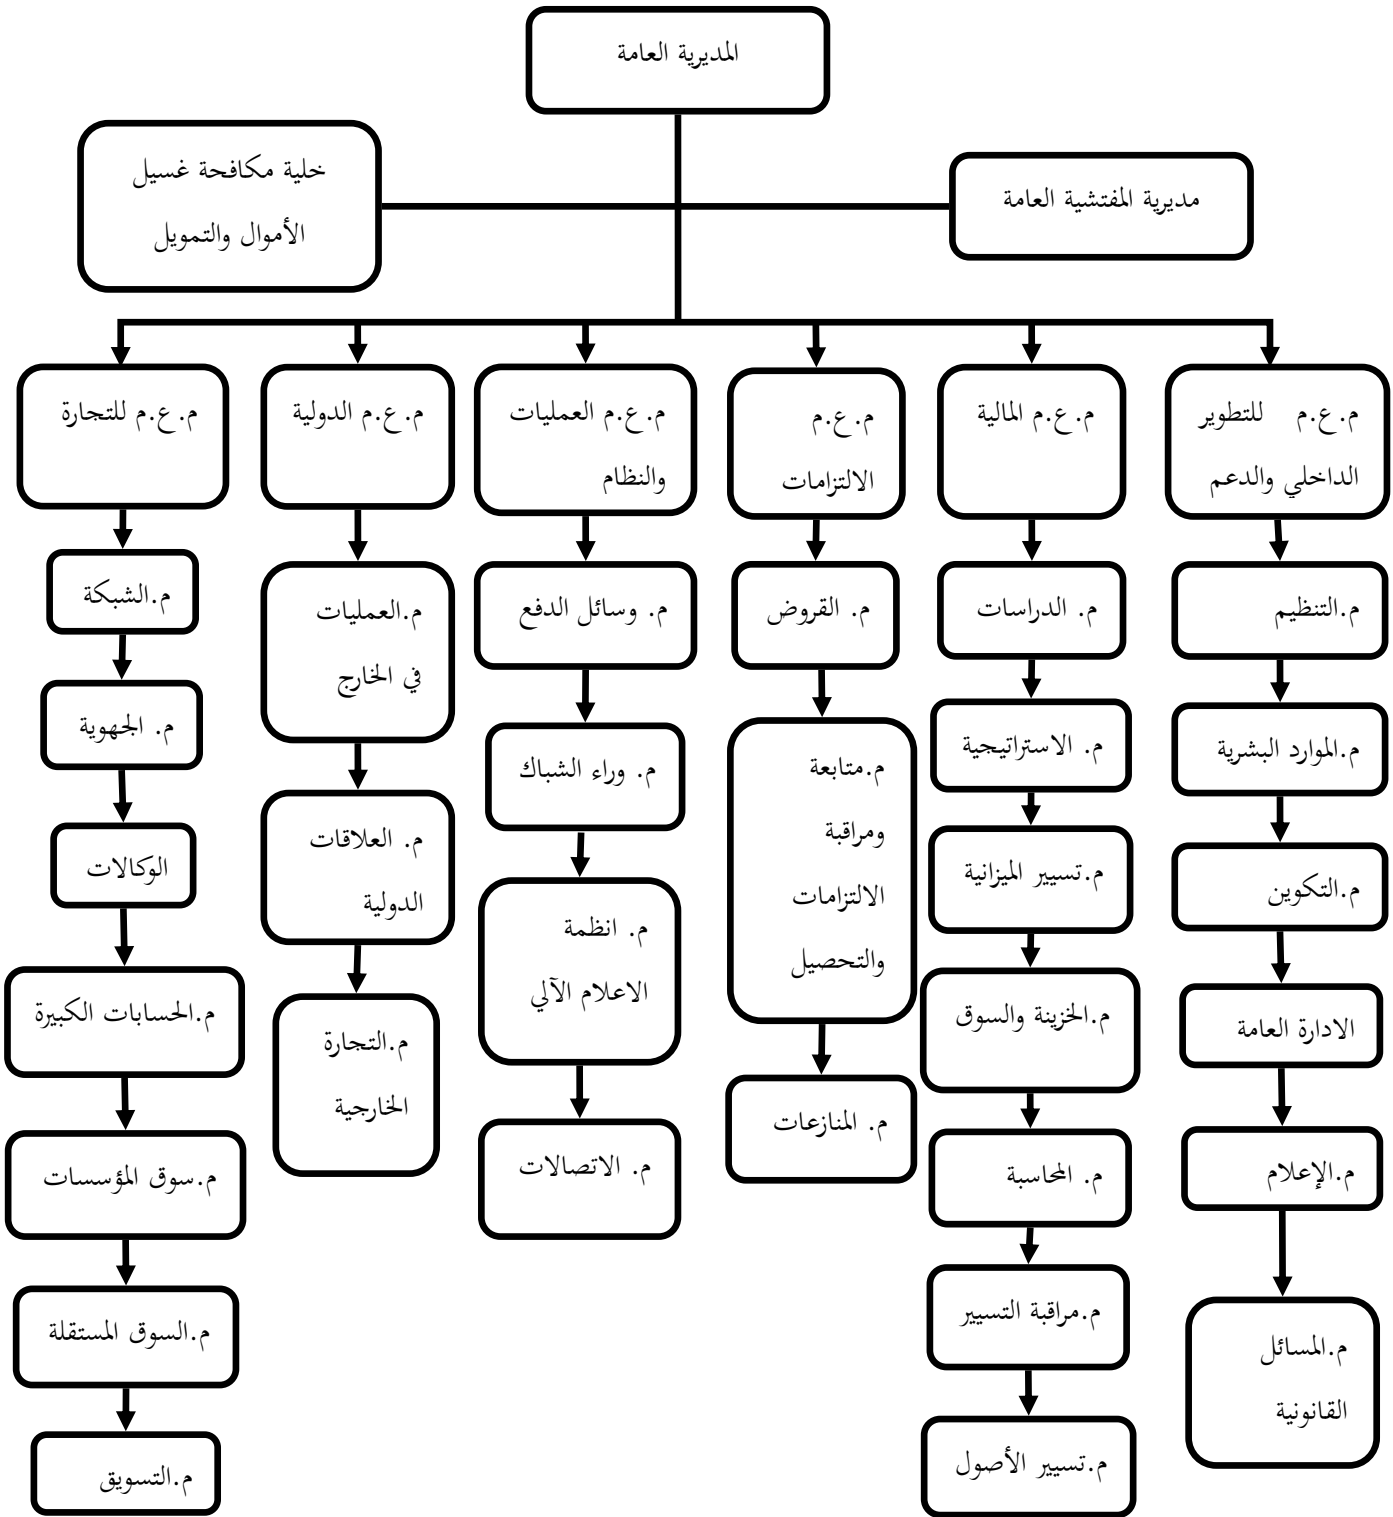 المديرية العامة
مديرية المفتشية العامة
خلية مكافحة غسيل
الأموال والتمويل
م.ع.م للتطوير
الداخلي والدعم
م.التنظيم
م.الموارد البشرية
م.التكوين
الادارة العامة
م.الإعلام
م.المسائل
القانونية
م.ع.م المالية
م. الدراسات
م. الاستراتيجية
م.تسيير الميزانية
م.الخزينة والسوق
م. المحاسبة
م.مراقبة التسيير
م.تسيير الأصول
م.ع.م
الالتزامات
م. القروض
م.متابعة
ومراقبة
الالتزامات
والتحصيل
م. المنازعات
م.ع.م العمليات
والنظام
م. وسائل الدفع
م. وراء الشباك
م. انظمة
الاعلام الآلي
م. الاتصالات
م.ع.م الدولية
م.العمليات
في الخارج
م. العلاقات
الدولية
م.التجارة
الخارجية
م.ع.م للتجارة
م.الشبكة
م. الجهوية
الوكالات
م.الحسابات الكبيرة
م.سوق المؤسسات
م.السوق المستقلة
م.التسويق